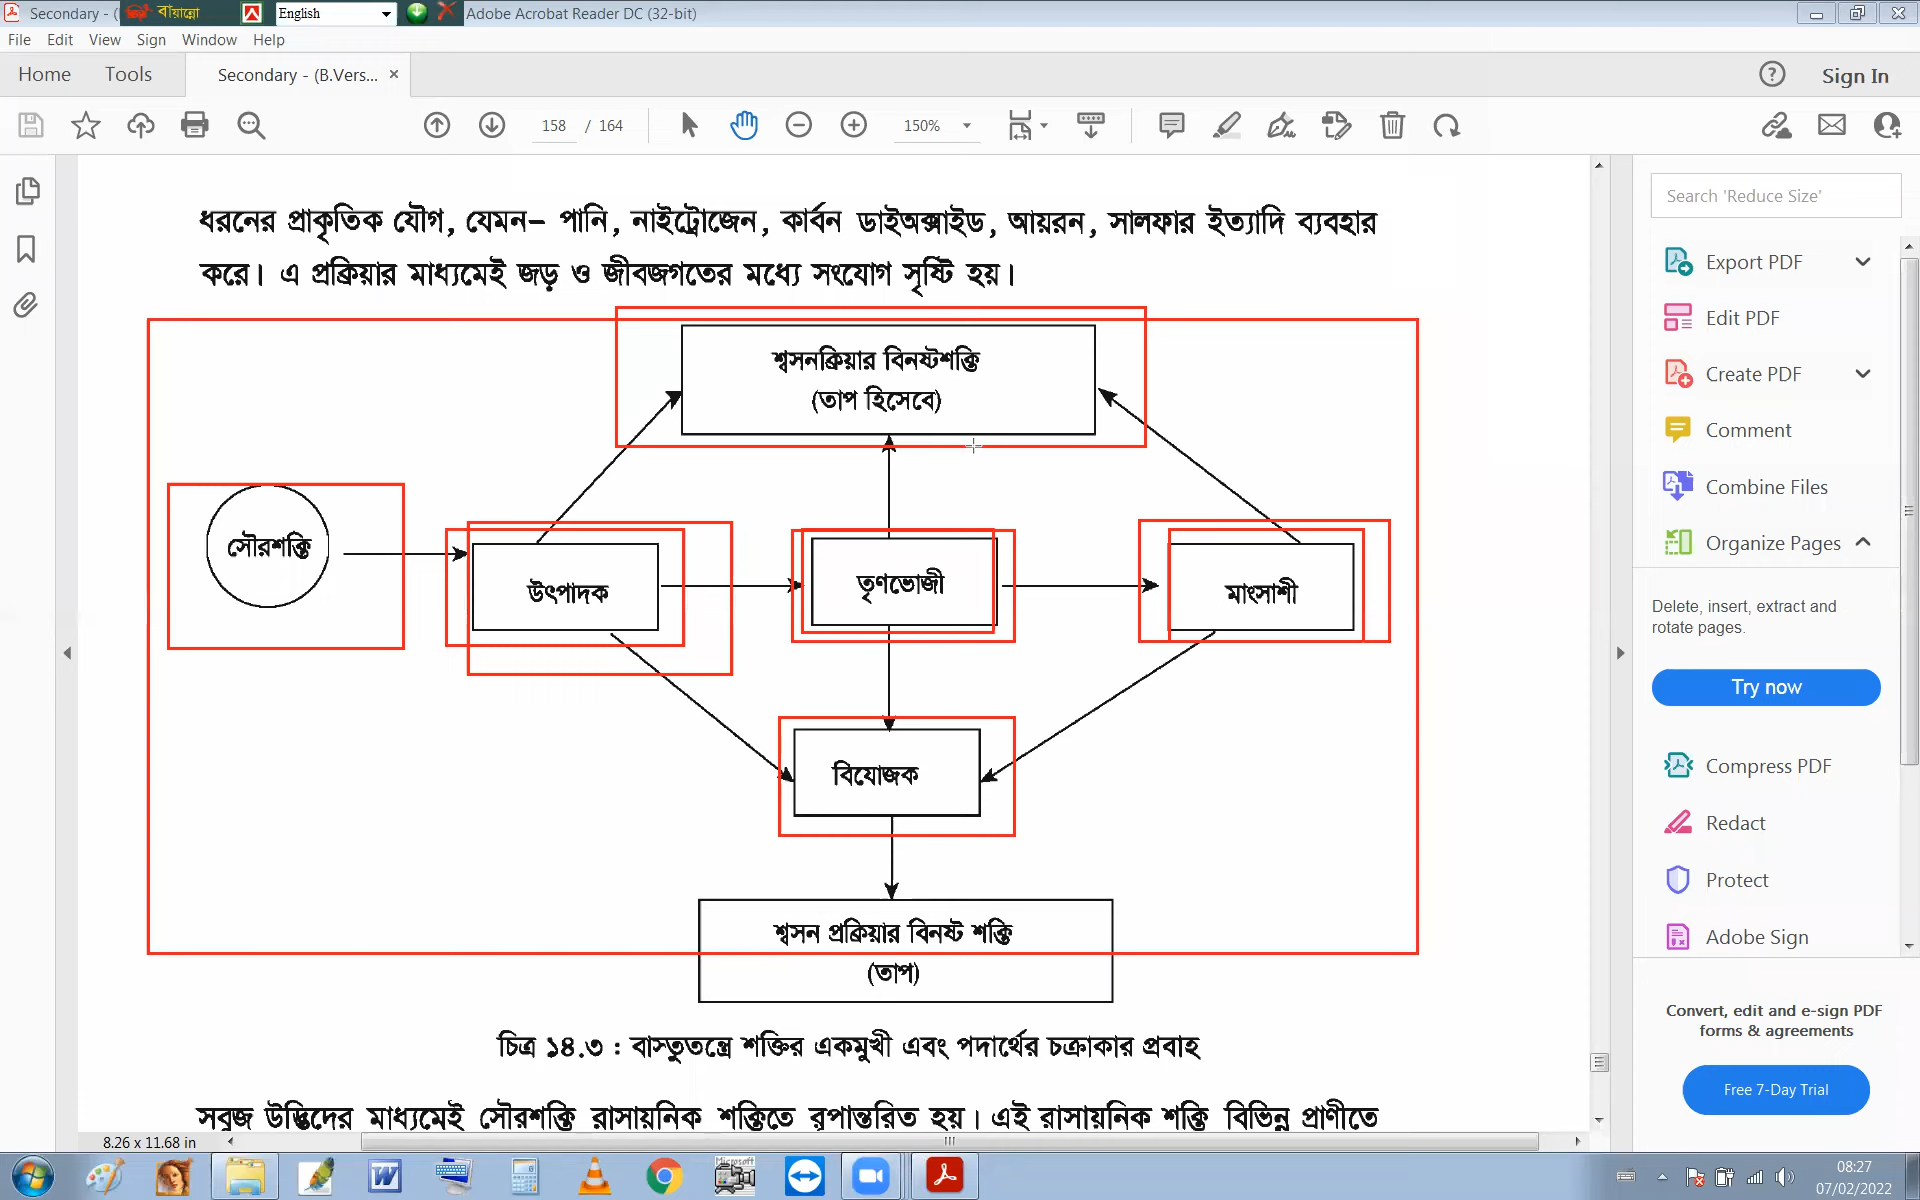 Secondary - (
বায়ান্নো
English
Adobe Acrobat Reader DC (32-bit)
File Edit View Sign Window Help
Home Tools Secondary - (B.Vers... × Sign In
158 / 164 150%
ধরনের প্রাকৃতিক যৌগ, যেমন– পানি, নাইট্রোজেন, কার্বন ডাইঅক্সাইড, আয়রন, সালফার ইত্যাদি ব্যবহার
করে। এ প্রক্রিয়ার মাধ্যমেই জড় ও জীবজগতের মধ্যে সংযোগ সৃষ্টি হয়।
শ্বসনক্রিয়ার বিনষ্টশক্তি
(তাপ হিসেবে)
সৌরশক্তি
উৎপাদক
তৃণভোজী
মাংসাশী
বিযোজক
শ্বসন প্রক্রিয়ার বিনষ্ট শক্তি
(তাপ)
চিত্র ১৪.৩ : বাস্তুতন্ত্রে শক্তির একমুখী এবং পদার্থের চক্রাকার প্রবাহ
সবুজ উদ্ভিদের মাধ্যমেই সৌরশক্তি রাসায়নিক শক্তিতে রূপান্তরিত হয়। এই রাসায়নিক শক্তি বিভিন্ন প্রাণীতে
8.26 x 11.68 in
Search 'Reduce Size'
Export PDF
Edit PDF
Create PDF
Comment
Combine Files
Organize Pages
Delete, insert, extract and
rotate pages.
Try now
Compress PDF
Redact
Protect
Adobe Sign
Convert, edit and e-sign PDF
forms & agreements
Free 7-Day Trial
Microsoft
08:27
07/02/2022